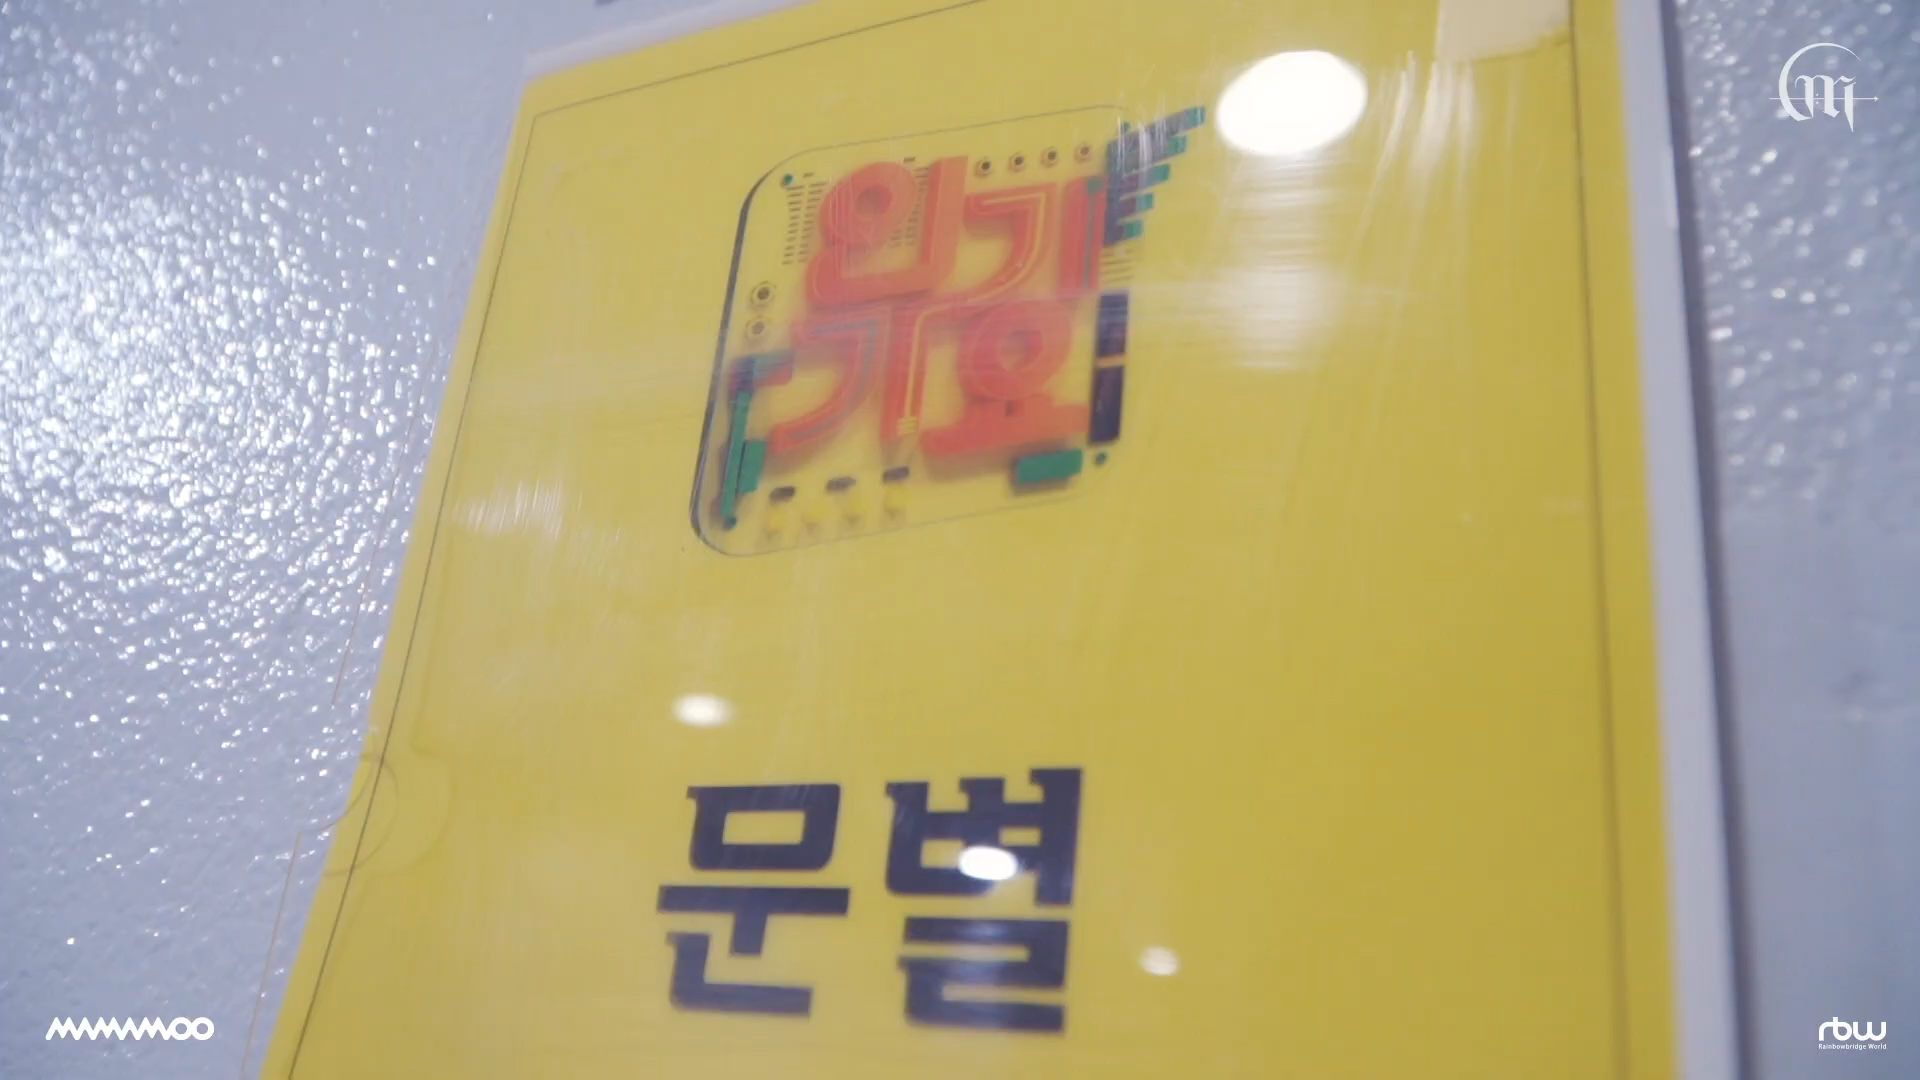 인기
가요
문별
MAMAMOO
rbw
Rainbowbridge World